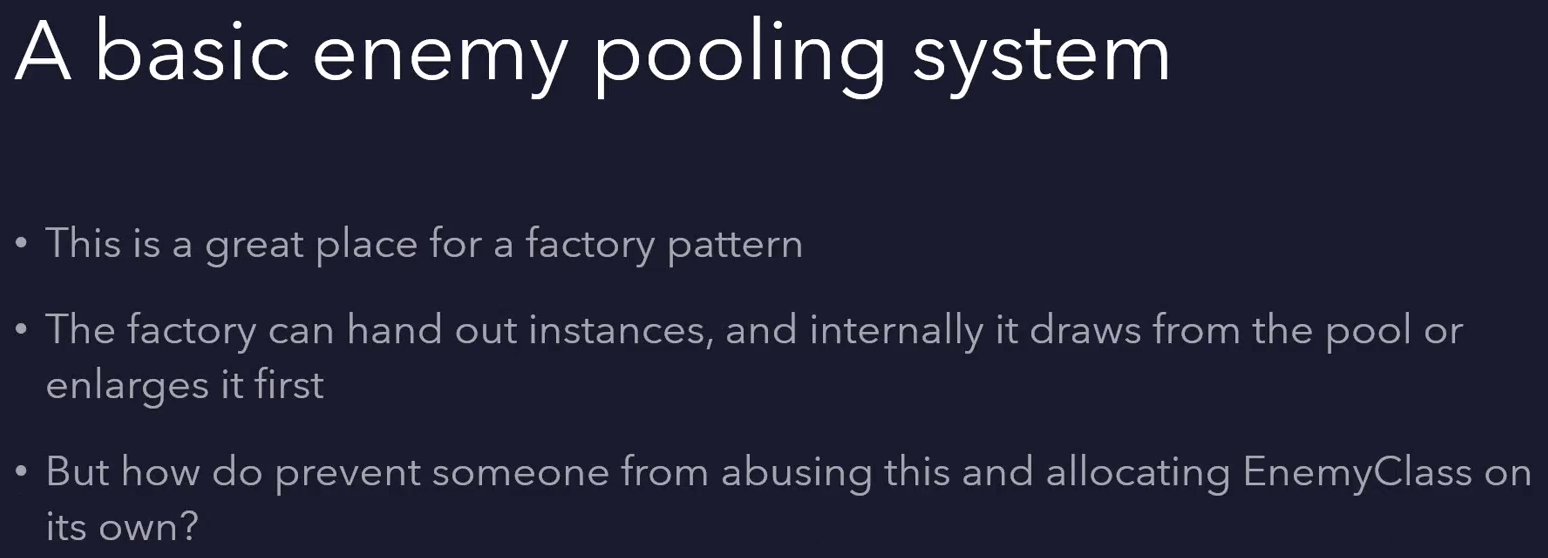 A basic enemy pooling system
• This is a great place for a factory pattern
• The factory can hand out instances, and internally it draws from the pool or
enlarges it first
• But how do prevent someone from abusing this and allocating EnemyClass on
its own?